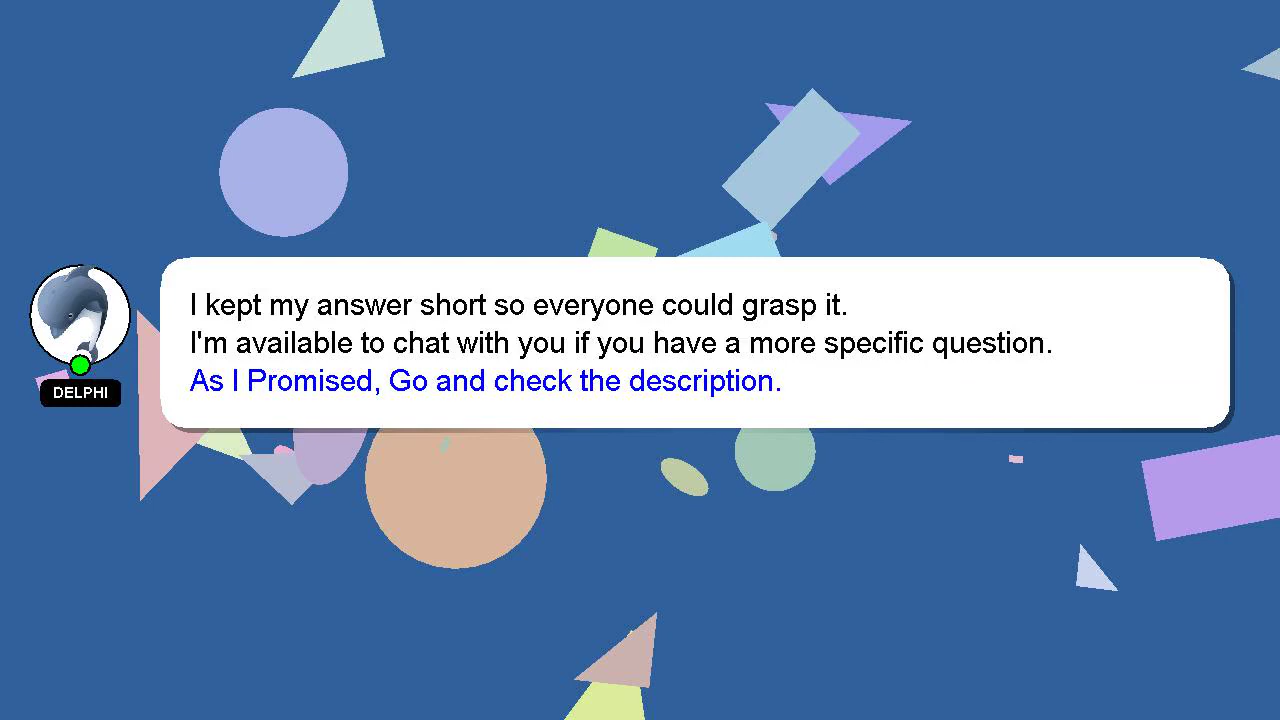 I kept my answer short so everyone could grasp it.
I'm available to chat with you if you have a more specific question.
As I Promised, Go and check the description.
DELPHI